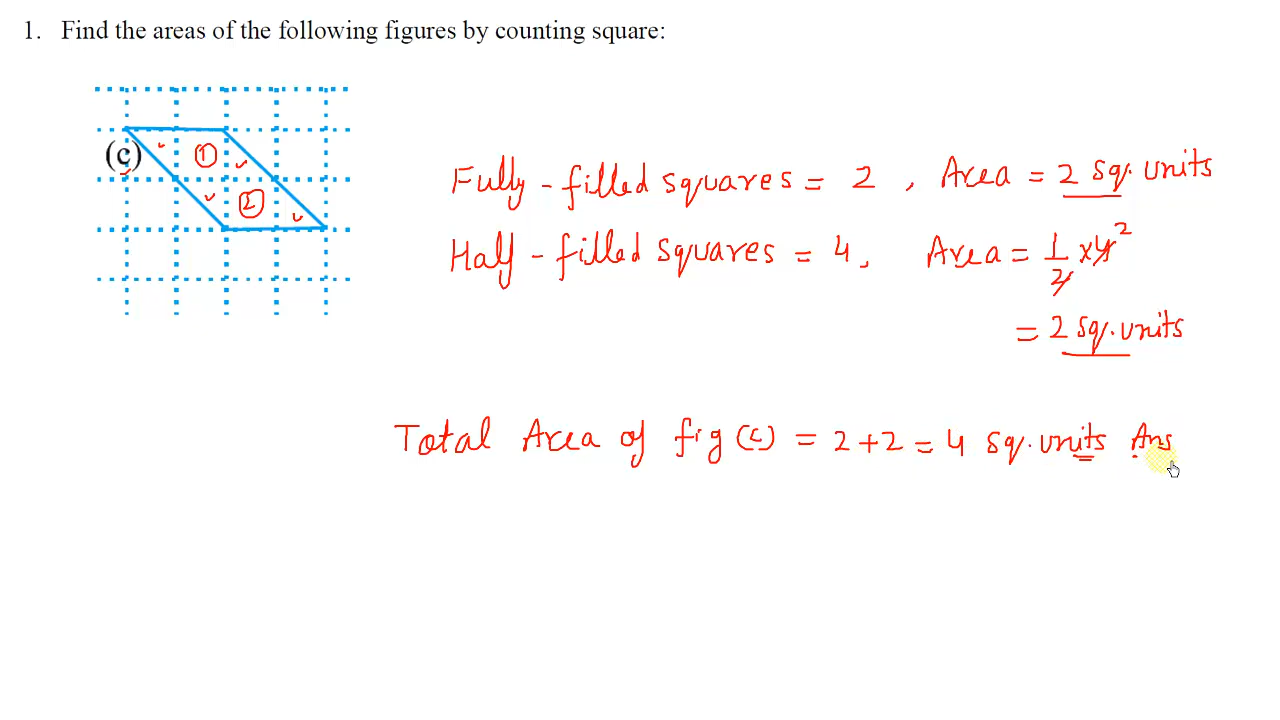 1. Find the areas of the following figures by counting square:
(c)
1
2
Fully-filled squares = 2, Area = 2 sq. units
Half-filled squares = 4, Area = 1/2 x 4 2
= 2 sq. units
Total Area of fig (c) = 2+2 = 4 sq. units Ans